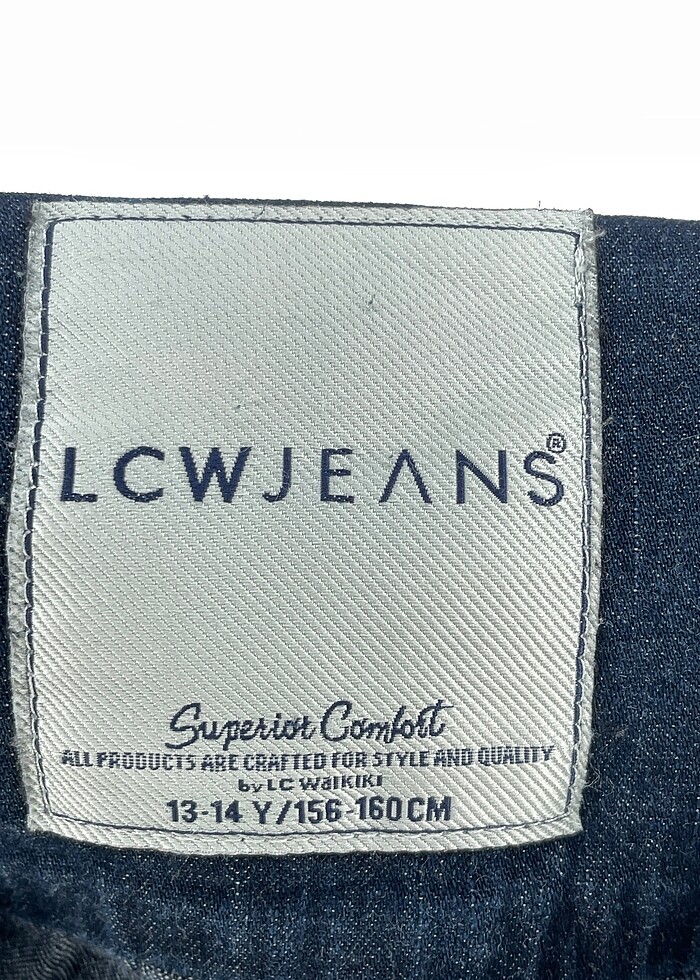 LCWJEANS®
Superior Comfort
ALL PRODUCTS ARE CRAFTED FOR STYLE AND QUALITY
by LC WaiKiKi
13-14 Y/156-160 CM